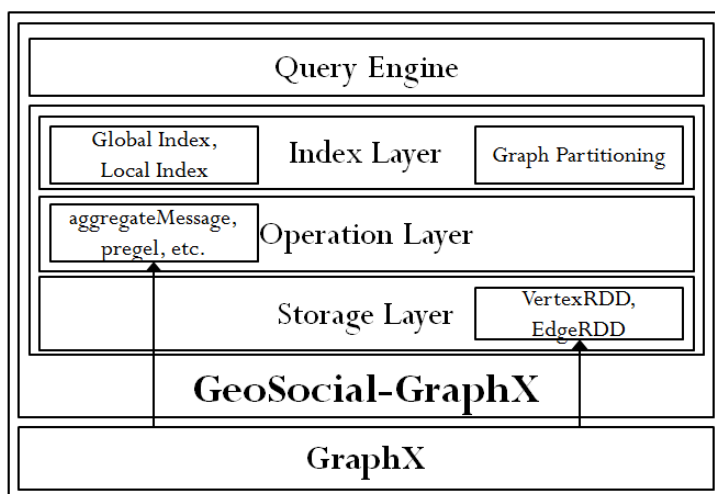 Query Engine
Global Index,
Local Index
Index Layer
Graph Partitioning
aggregateMessage,
pregel, etc.
Operation Layer
Storage Layer
VertexRDD,
EdgeRDD
GeoSocial-GraphX
GraphX